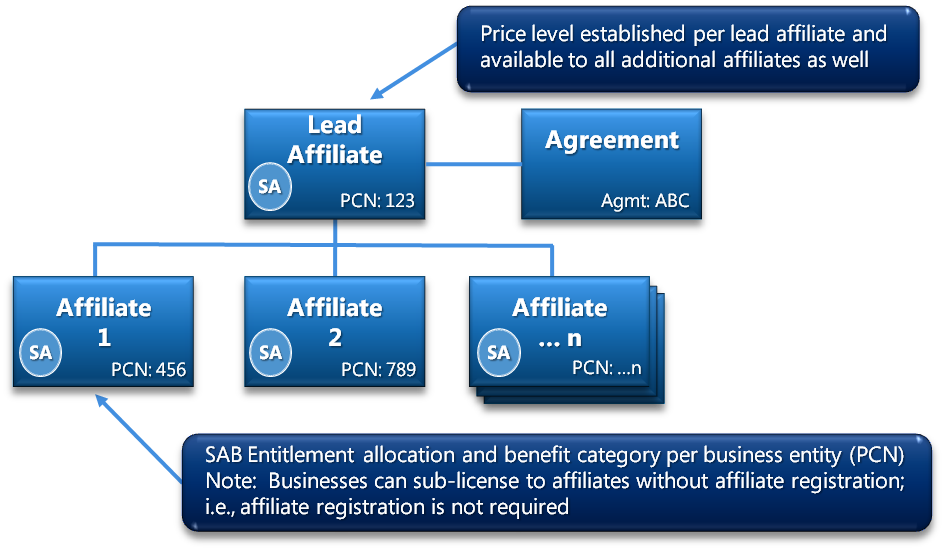 Price level established per lead affiliate and
available to all additional affiliates as well
Lead
Affiliate
SA
PCN: 123
Agreement
Agmt: ABC
Affiliate
1
SA
PCN: 456
Affiliate
2
SA
PCN: 789
Affiliate
... n
SA
PCN: ...n
SAB Entitlement allocation and benefit category per business entity (PCN)
Note:  Businesses can sub-license to affiliates without affiliate registration;
i.e., affiliate registration is not required